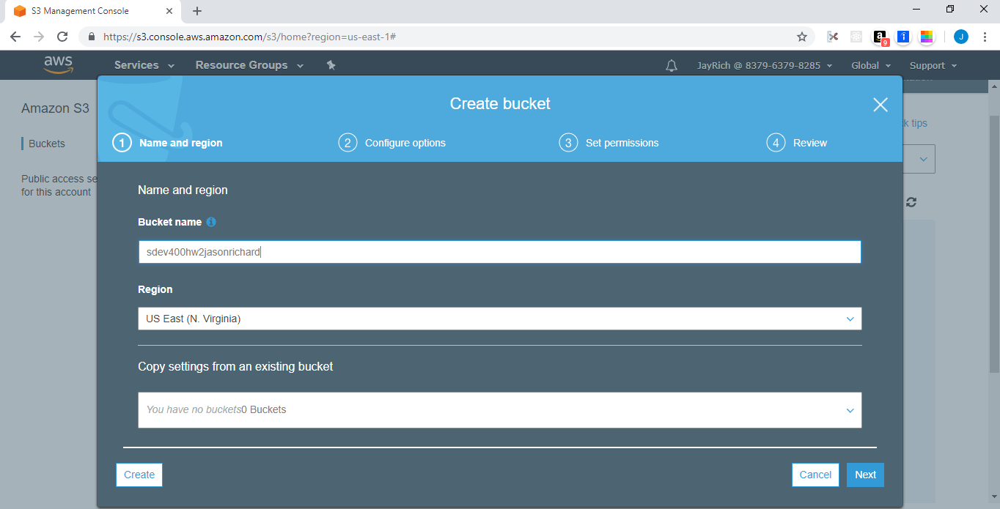 S3 Management Console
https://s3.console.aws.amazon.com/s3/home?region=us-east-1#
a 9 J
aws Services Resource Groups JayRich @ 8379-6379-8285 Global Support
Amazon S3
Buckets
Public access se
for this account
k tips
Create bucket
1 Name and region 2 Configure options 3 Set permissions 4 Review
Name and region
Bucket name
sdev400hw2jasonrichard
Region
US East (N. Virginia)
Copy settings from an existing bucket
You have no buckets0 Buckets
Create Cancel Next